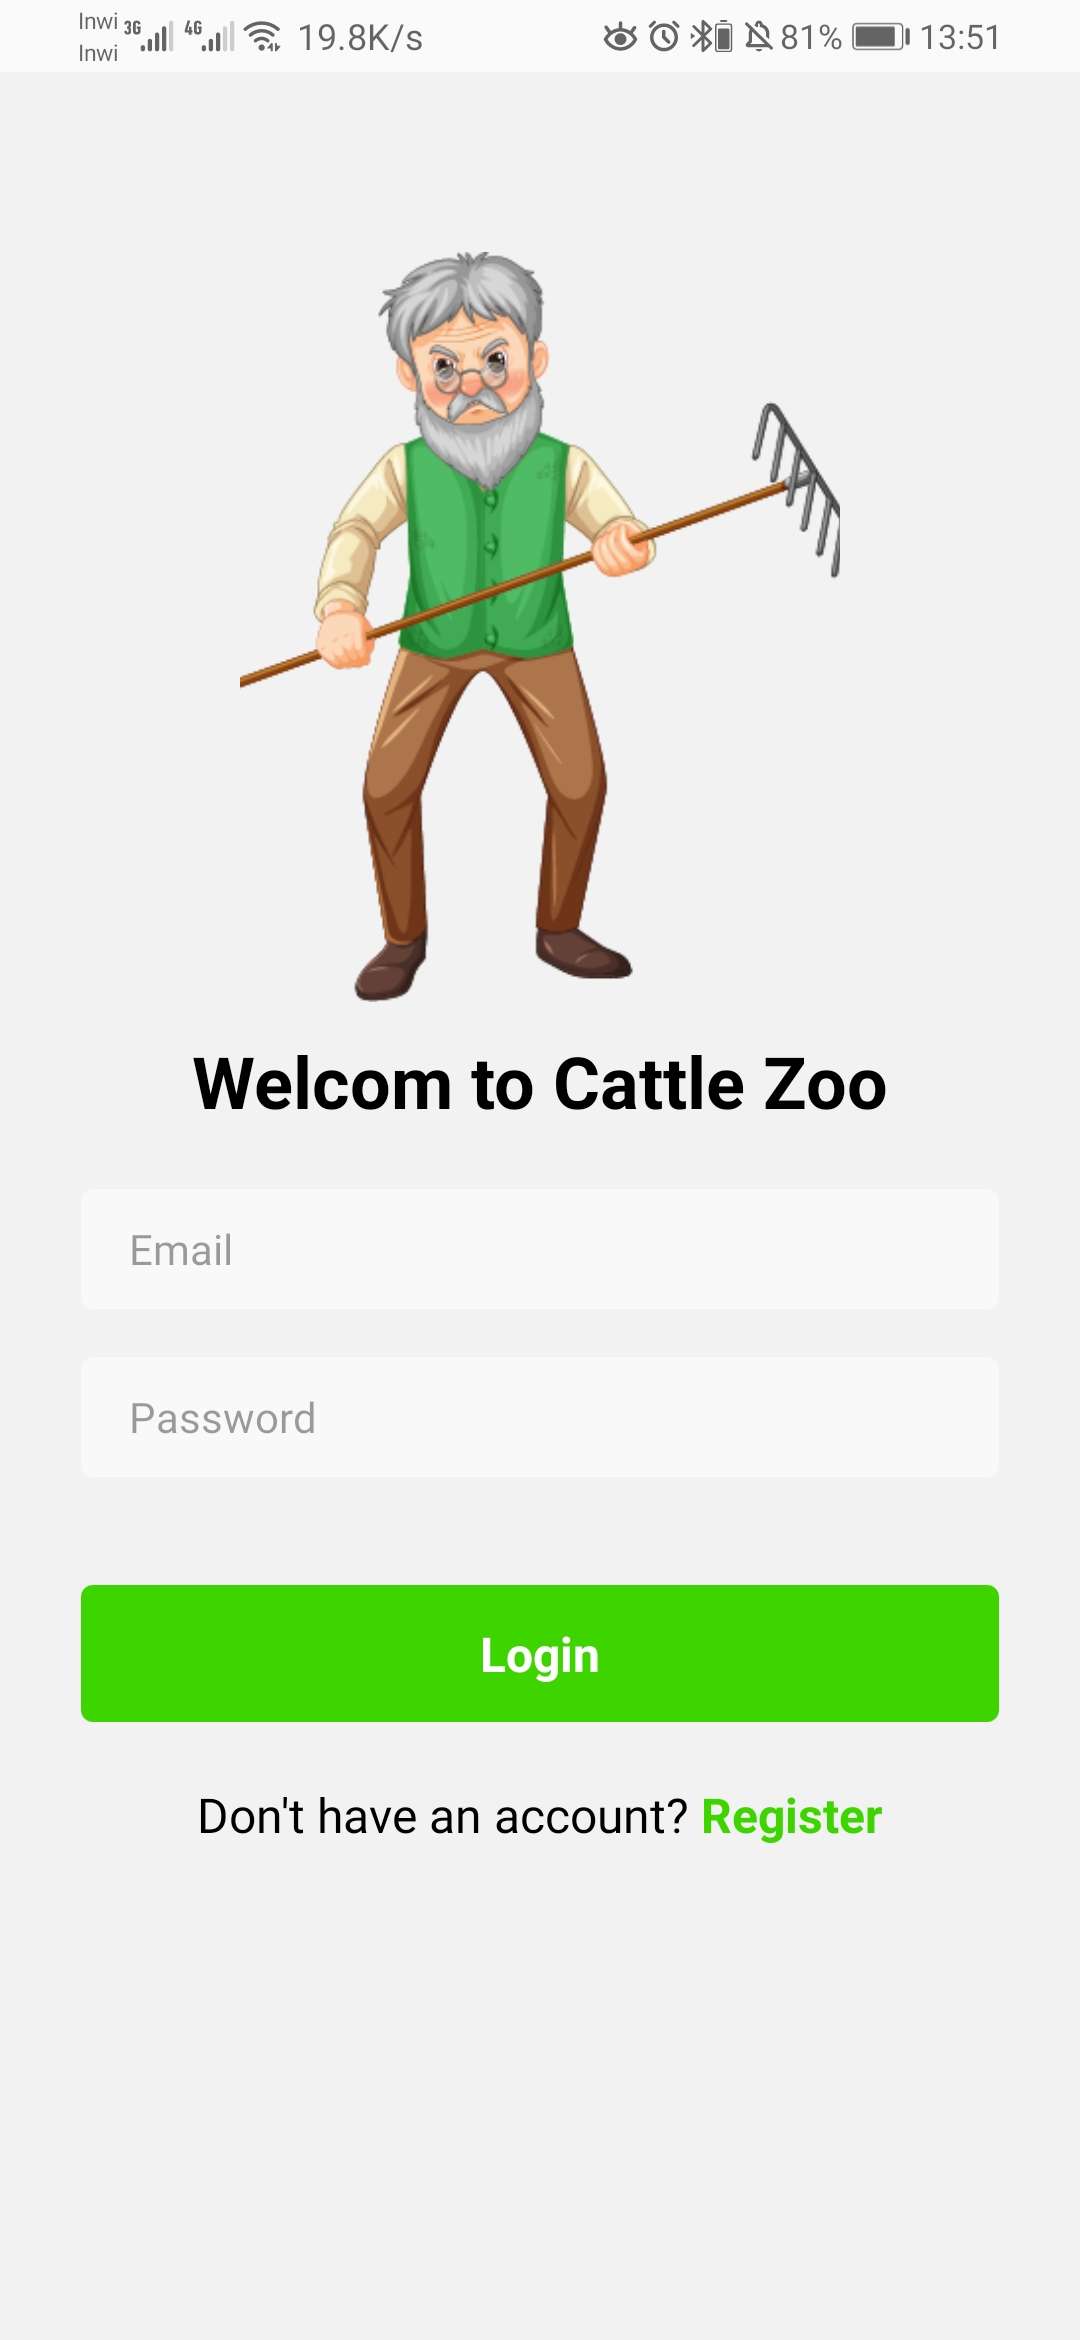 Inwi 3G 4G 19.8K/s 81% 13:51
Inwi
Welcom to Cattle Zoo
Email
Password
Login
Don't have an account? Register